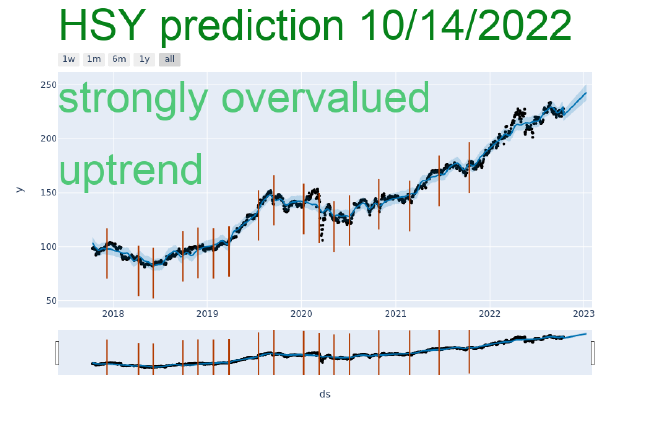 HSY prediction 10/14/2022
1w 1m 6m 1y all
strongly overvalued
uptrend
250
200
150
100
50
y
2018 2019 2020 2021 2022 2023
ds